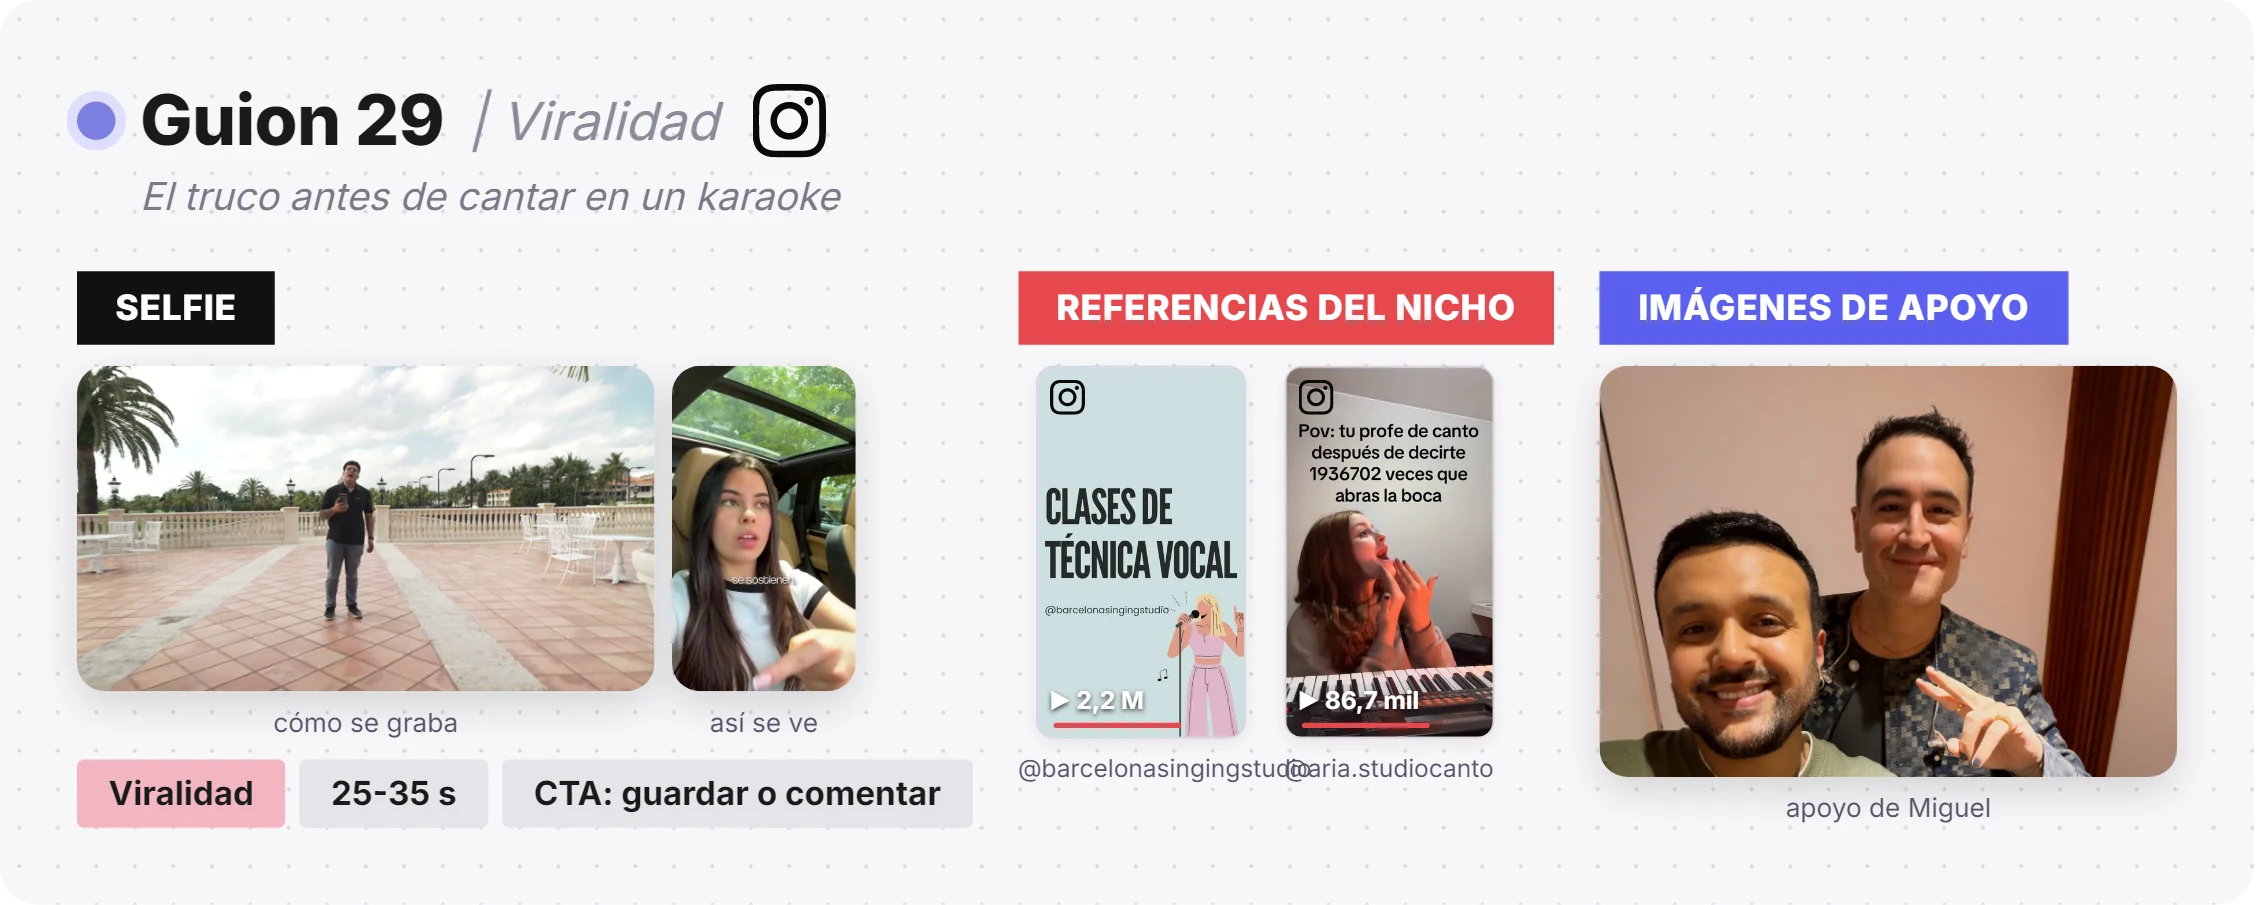 Guion 29 | Viralidad
El truco antes de cantar en un karaoke
SELFIE
se sostienen
cómo se graba
así se ve
Viralidad
25-35 s
CTA: guardar o comentar
REFERENCIAS DEL NICHO
CLASES DE
TÉCNICA VOCAL
@barcelonasingingstudio
2,2 M
@barcelonasingingstudio
Pov: tu profe de canto
después de decirte
1936702 veces que
abras la boca
86,7 mil
aria.studiocanto
IMÁGENES DE APOYO
apoyo de Miguel